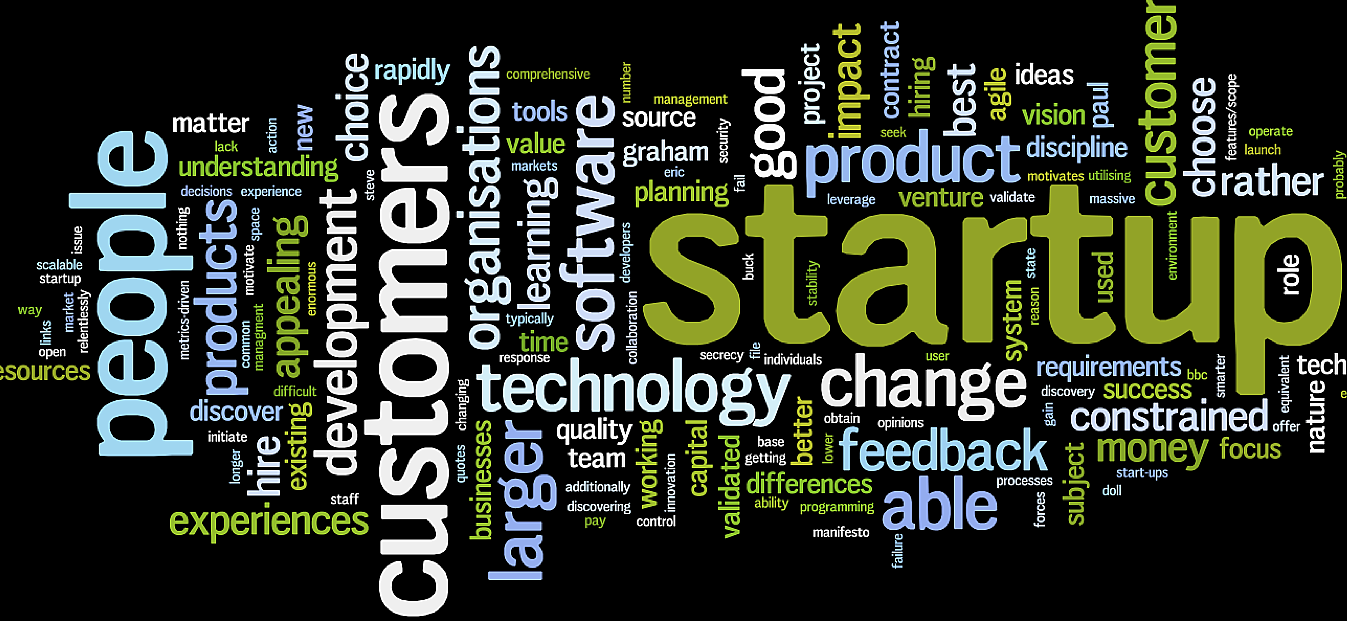 people
matter
lack
action
new
understanding
decisions
experience
nothing
products
space
motivate
appealing
enormous
issue
scalable
startup
way
links
market
relentlessly
open
esources
metrics-driven
common
managment
difficult
discover
initiate
longer
hire
existing
staff
experiences
choice
rapidly
steve
development
customers
organisations
comprehensive
tools
value
markets
learning
typically
time
response
software
number
management
source
graham
eric
security
planning
fail
developers
collaboration
good
project
impact
contract
hiring
seek
best
agile
ideas
vision
paul
product
discipline
motivates
utilising
leverage
venture
validate
massive
customer
choose
features/scope
operate
launch
rather
probably
startup
buck
stability
system
reason
state
used
environment
role
secrecy
file
individuals
user
technology
change
requirements
bbc
smarter
equivalent
tech
discovery
success
gain
constrained
offer
nature
changing
quotes
businesses
larger
quality
team
working
additionally
discovering
pay
innovation
control
capital
validated
base
getting
better
lower
obtain
opinions
feedback
differences
ability
programming
able
manifesto
failure
processes
forces
subject
money
focus
start-ups
doll